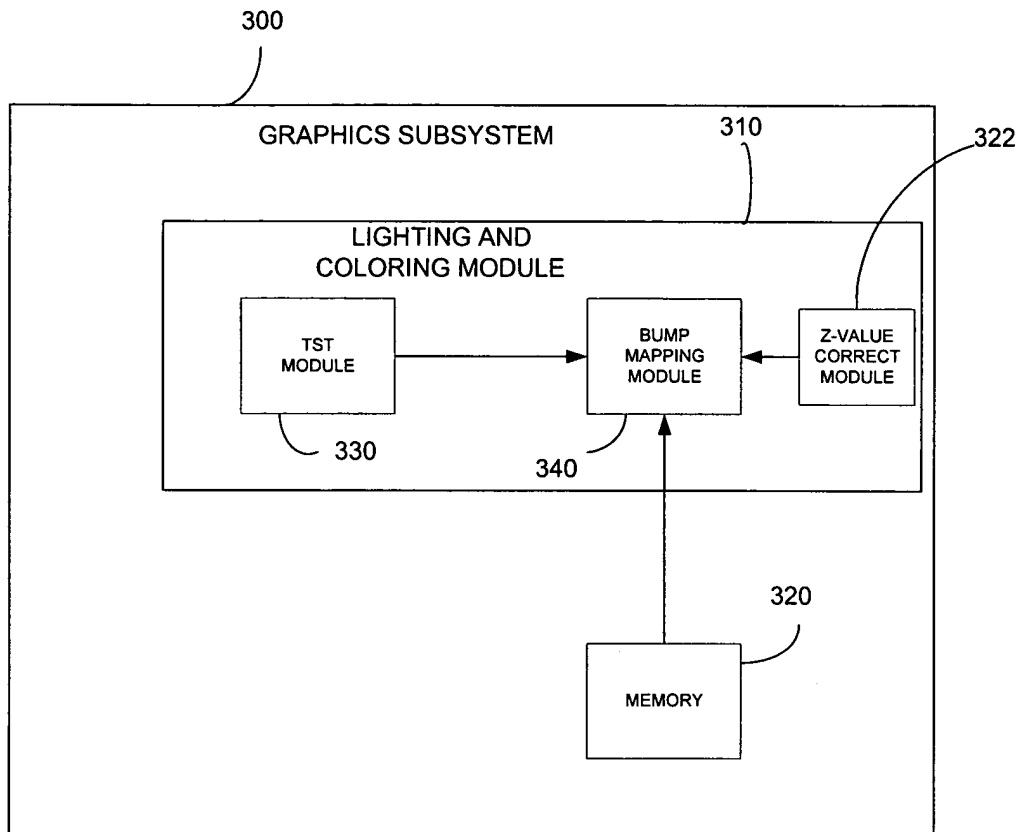 300
GRAPHICS SUBSYSTEM
310
322
LIGHTING AND
COLORING MODULE
TST
MODULE
BUMP
MAPPING
MODULE
Z-VALUE
CORRECT
MODULE
330
340
320
MEMORY